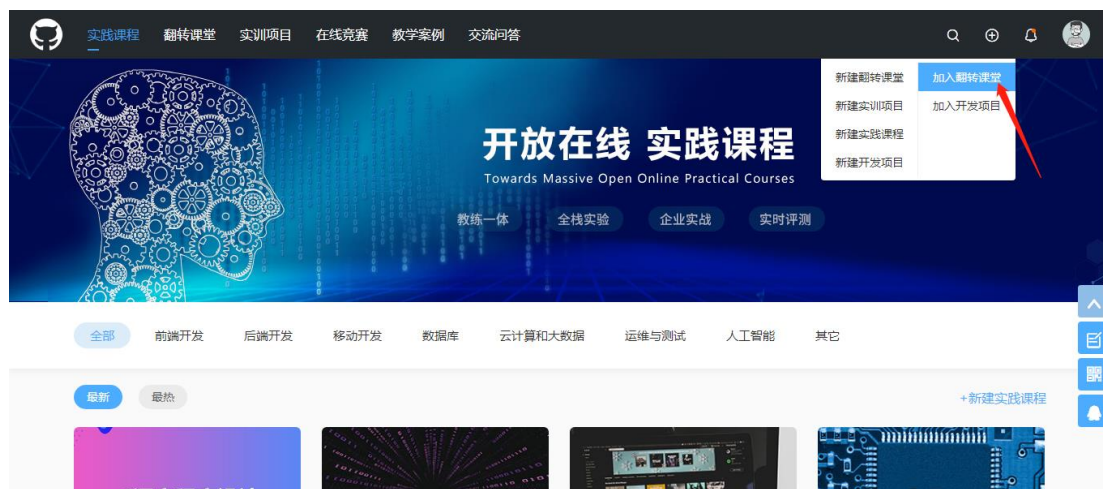 实践课程 翻转课堂 实训项目 在线竞赛 教学案例 交流问答
新建翻转课堂 加入翻转课堂
新建实训项目 加入开发项目
新建实践课程
新建开发项目
开放在线 实践课程
Towards Massive Open Online Practical Courses
教练一体 全栈实验 企业实战 实时评测
全部 前端开发 后端开发 移动开发 数据库 云计算和大数据 运维与测试 人工智能 其它
最新 最热 +新建实践课程